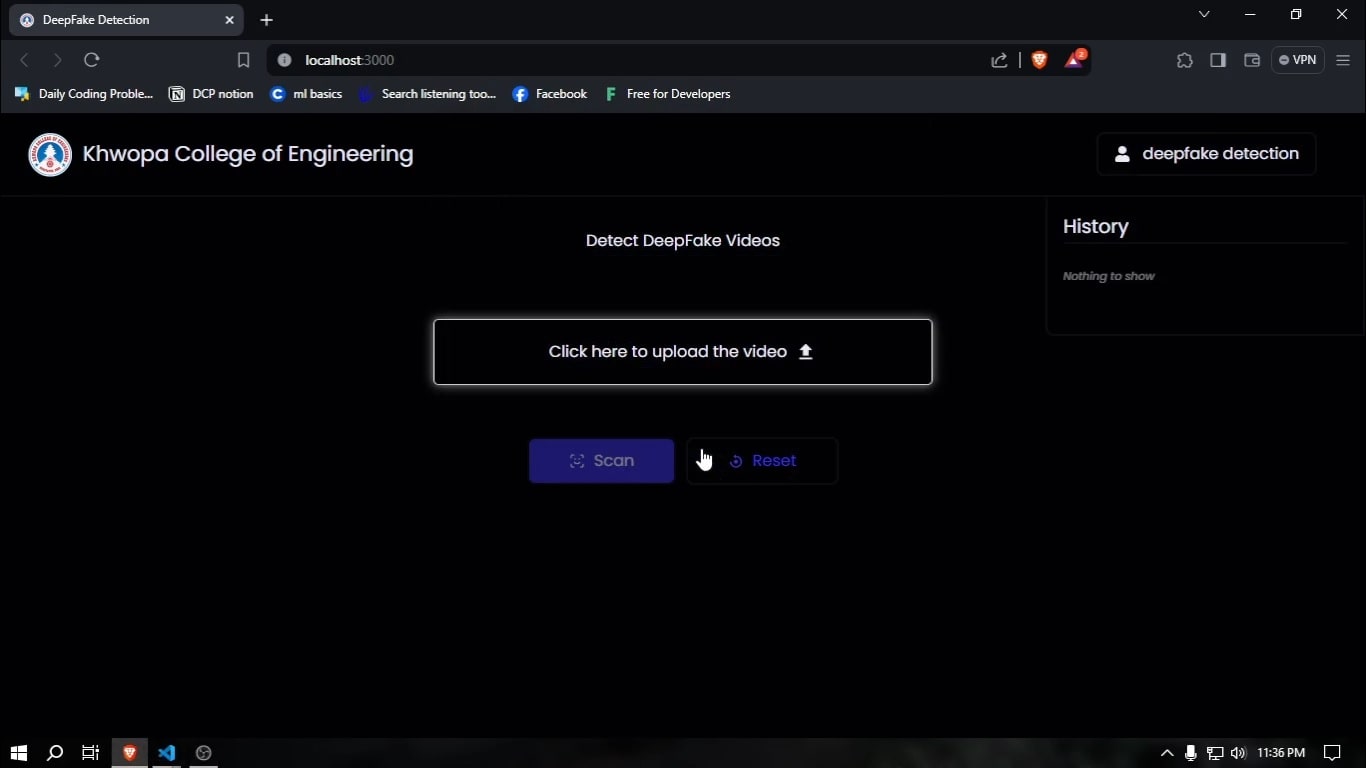 DeepFake Detection
localhost:3000
2
VPN
Daily Coding Proble...
DCP notion
ml basics
Search listening too...
Facebook
Free for Developers
Khwopa College of Engineering
deepfake detection
Detect DeepFake Videos
History
Nothing to show
Click here to upload the video
Scan
Reset
11:36 PM